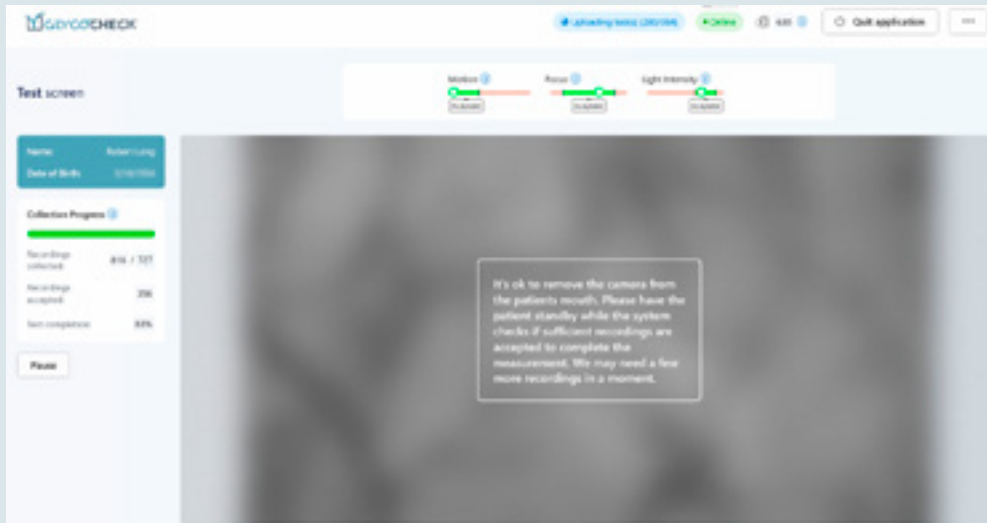 GLYCOCHECK
Online
Quit application
Test screen
Motion
Focus
Light Intensity
Name:
Date of Birth:
Collection Progress
Recordings
collected:
Recordings
accepted:
Test completion:
Pause
It's ok to remove the camera from
the patients mouth. Please have the
patient standby while the system
checks if sufficient recordings are
accepted to complete the
measurement. We may need a few
more recordings in a moment.